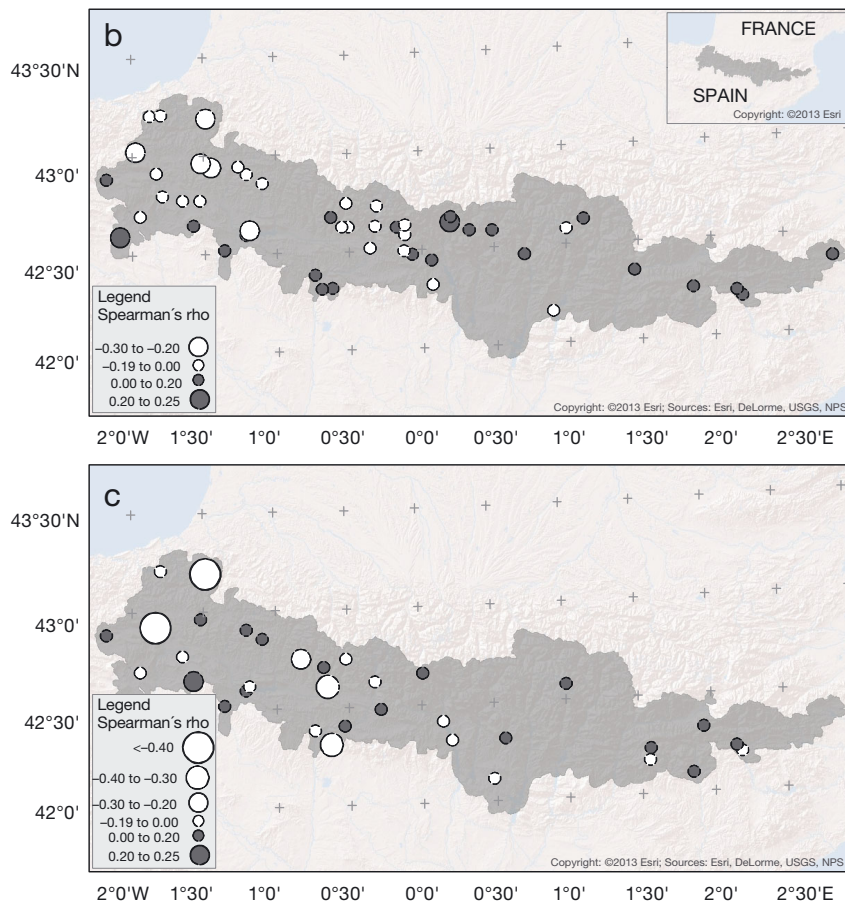 b
FRANCE
SPAIN
Copyright: ©2013 Esri
43°30'N
43°0'
42°30'
42°0'
Legend
Spearman´s rho
−0.30 to −0.20
−0.19 to 0.00
0.00 to 0.20
0.20 to 0.25
Copyright: ©2013 Esri; Sources: Esri, DeLorme, USGS, NPS
2°0'W 1°30' 1°0' 0°30' 0°0' 0°30' 1°0' 1°30' 2°0' 2°30'E
c
43°30'N
43°0'
42°30'
42°0'
Legend
Spearman´s rho
<−0.40
−0.40 to −0.30
−0.30 to −0.20
−0.19 to 0.00
0.00 to 0.20
0.20 to 0.25
Copyright: ©2013 Esri; Sources: Esri, DeLorme, USGS, NPS
2°0'W 1°30' 1°0' 0°30' 0°0' 0°30' 1°0' 1°30' 2°0' 2°30'E